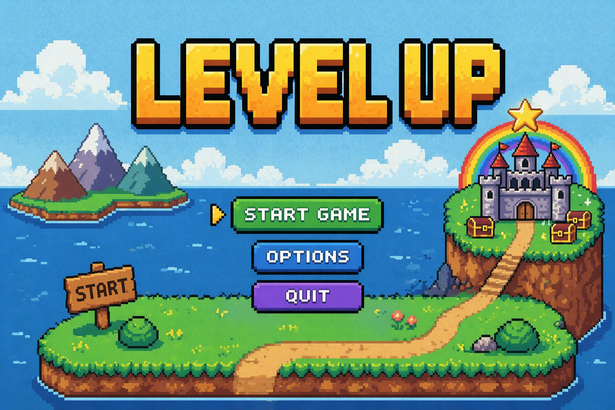 LEVEL UP
START GAME
OPTIONS
QUIT
START